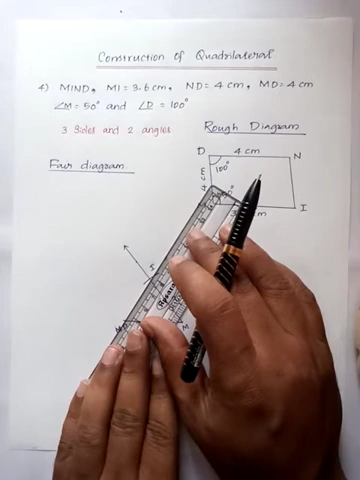 Construction of Quadrilateral
4) MIND, MI = 3.6 cm, ND = 4 cm, MD = 4 cm
∠M = 50° and ∠D = 100°
3 Sides and 2 angles
Rough Diagram
Fair diagram
D 4 cm N
100°
4 cm
I
cm
I
M